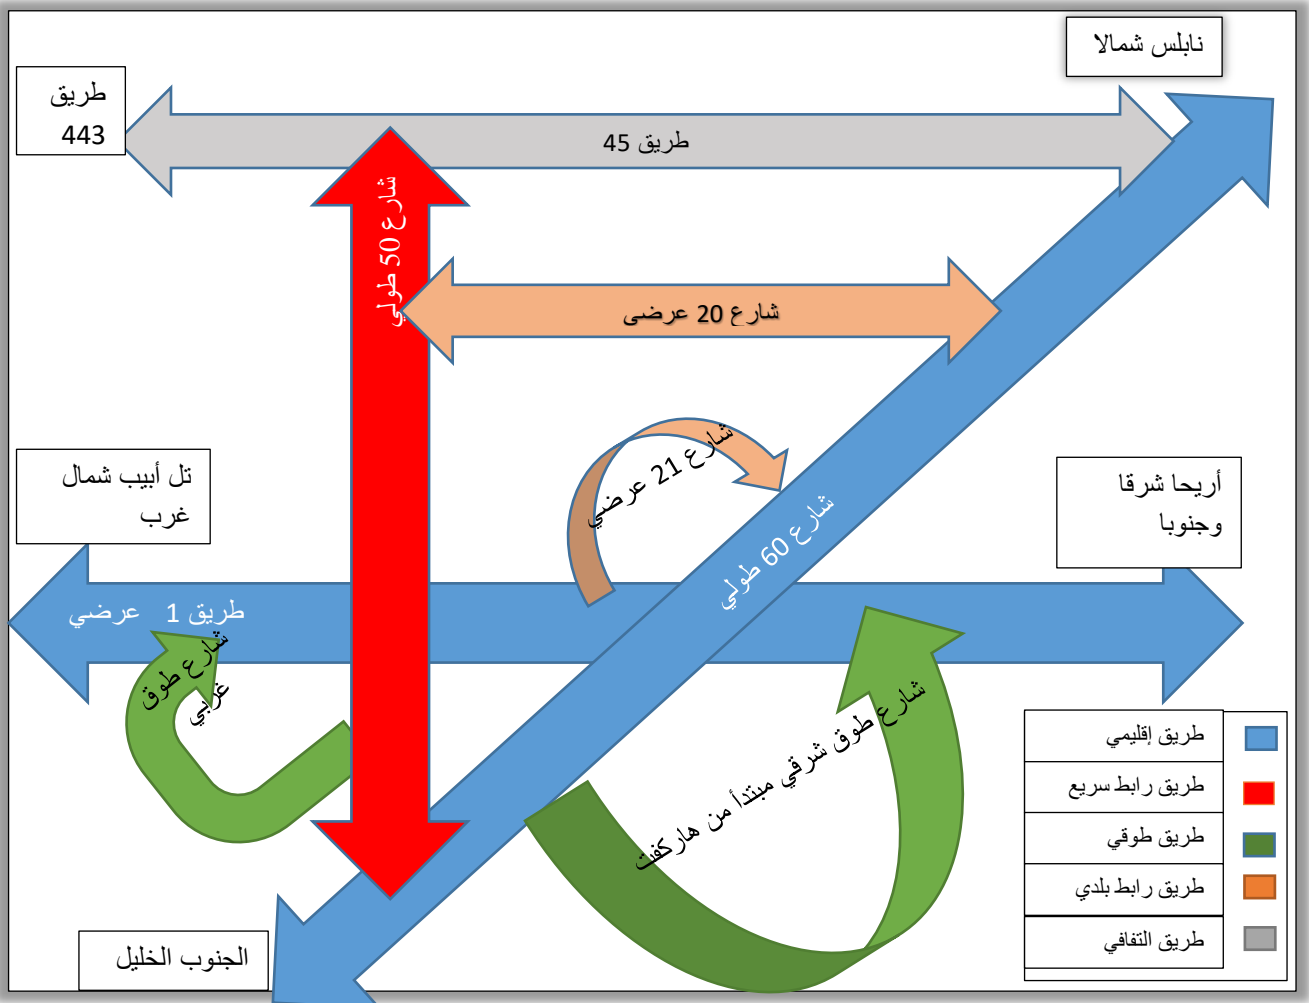 نابلس شمالا
طريق
443
طريق 45
شارع 50 طولي
شارع 20 عرضى
شارع 21 عرضي
تل أبيب شمال
غرب
أريحا شرقا
وجنوبا
شارع 60 طولي
طريق 1 عرضي
شارع طوق
غربي
شارع طوق شرقي مبتدأ من هاركفت
الجنوب الخليل
طريق إقليمي
طريق رابط سريع
طريق طوقي
طريق رابط بلدي
طريق التفافي